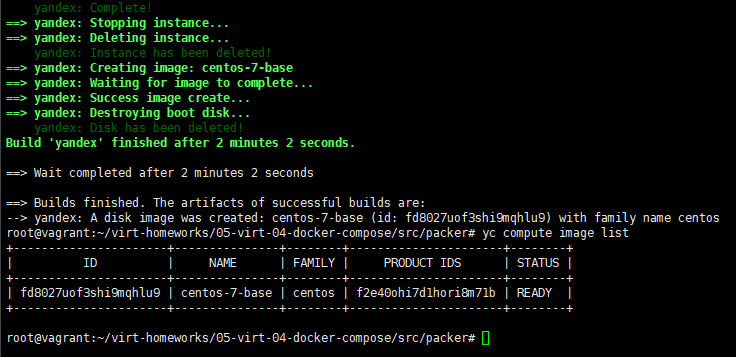 yandex: Complete!
==> yandex: Stopping instance...
==> yandex: Deleting instance...
yandex: Instance has been deleted!
==> yandex: Creating image: centos-7-base
==> yandex: Waiting for image to complete...
==> yandex: Success image create...
==> yandex: Destroying boot disk...
yandex: Disk has been deleted!
Build 'yandex' finished after 2 minutes 2 seconds.
==> Wait completed after 2 minutes 2 seconds
==> Builds finished. The artifacts of successful builds are:
--> yandex: A disk image was created: centos-7-base (id: fd8027uof3shi9mqhlu9) with family name centos
root@vagrant:~/virt-homeworks/05-virt-04-docker-compose/src/packer# yc compute image list
+----------------------+---------------+--------+----------------------+--------+
| ID | NAME | FAMILY | PRODUCT IDS | STATUS |
+----------------------+---------------+--------+----------------------+--------+
| fd8027uof3shi9mqhlu9 | centos-7-base | centos | f2e40ohi7d1hori8m71b | READY |
+----------------------+---------------+--------+----------------------+--------+
root@vagrant:~/virt-homeworks/05-virt-04-docker-compose/src/packer#